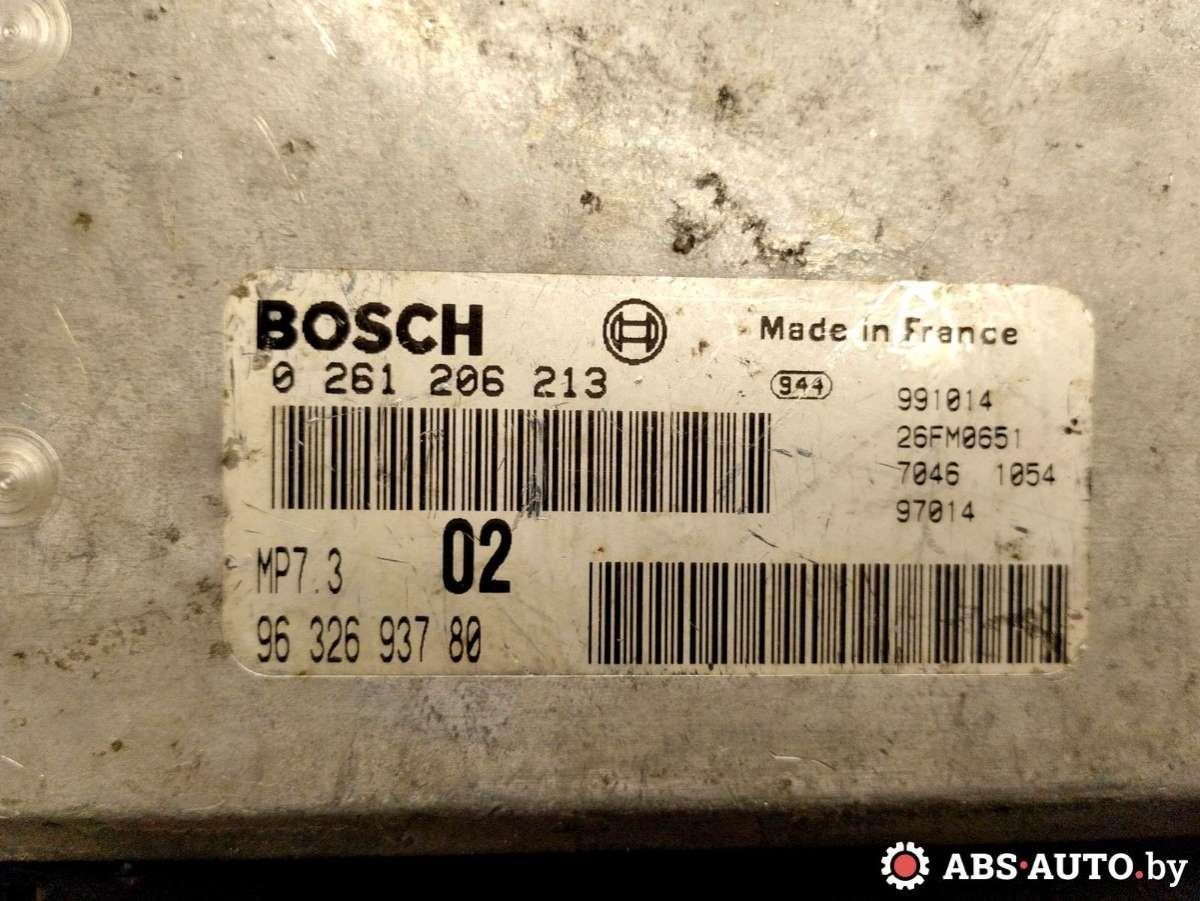 BOSCH
Made in France
0 261 206 213
944
991014
26FM0651
7046 1054
97014
MP7.3 02
96 326 937 80
ABS-AUTO.by